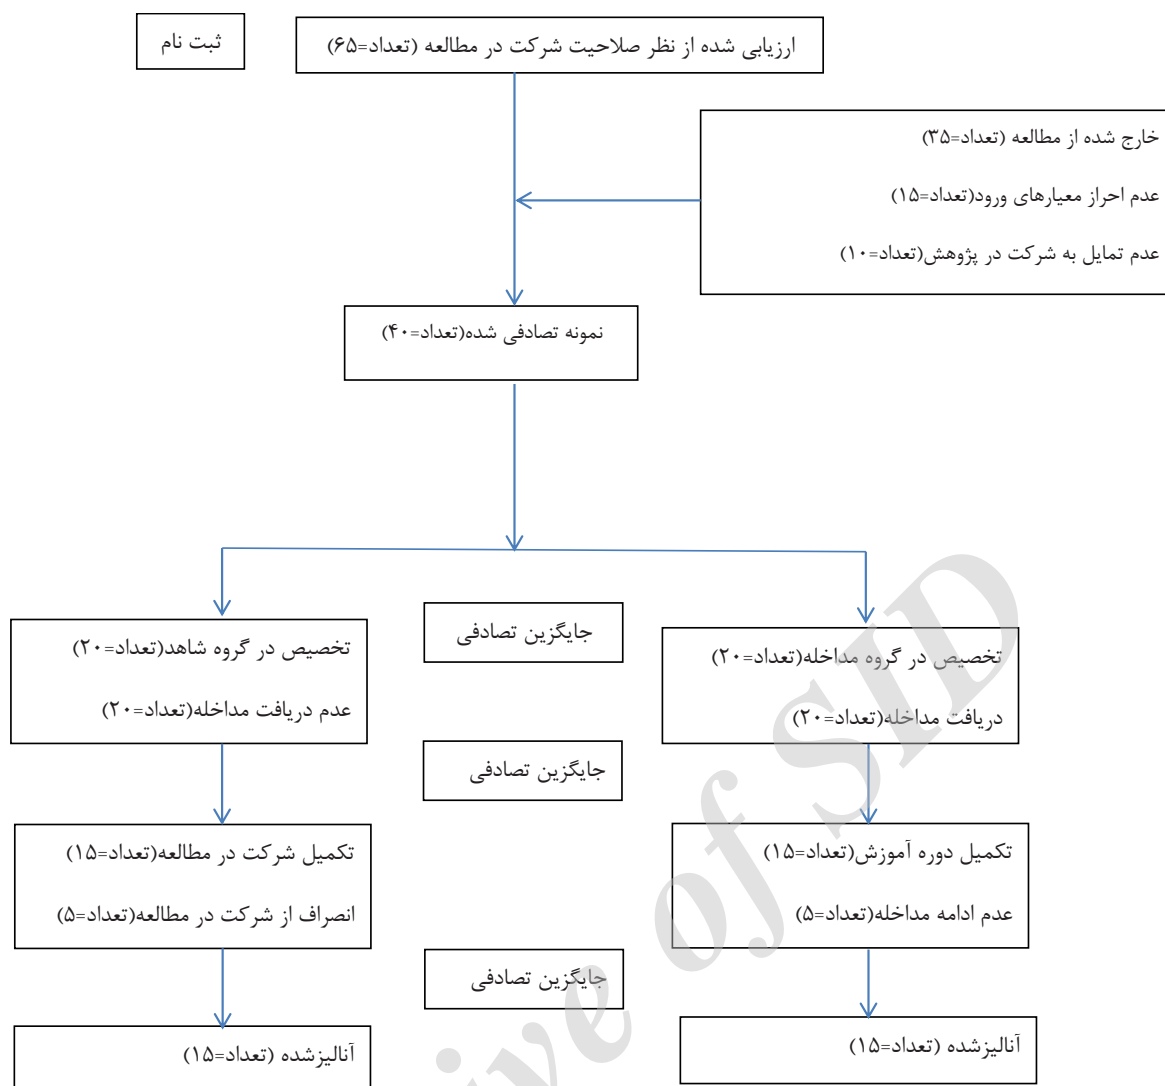 ثبت نام
ارزیابی شده از نظر صلاحیت شرکت در مطالعه (تعداد=۶۵)
خارج شده از مطالعه (تعداد=۳۵)
عدم احراز معیارهای ورود(تعداد=۱۵)
عدم تمایل به شرکت در پژوهش(تعداد=۱۰)
نمونه تصادفی شده(تعداد=۴۰)
جایگزین تصادفی
تخصیص در گروه مداخله(تعداد=۲۰)
دریافت مداخله(تعداد=۲۰)
تخصیص در گروه شاهد(تعداد=۲۰)
عدم دریافت مداخله(تعداد=۲۰)
جایگزین تصادفی
تکمیل دوره آموزش(تعداد=۱۵)
عدم ادامه مداخله(تعداد=۵)
تکمیل شرکت در مطالعه(تعداد=۱۵)
انصراف از شرکت در مطالعه(تعداد=۵)
جایگزین تصادفی
آنالیزشده (تعداد=۱۵)
آنالیزشده (تعداد=۱۵)
ive of SID